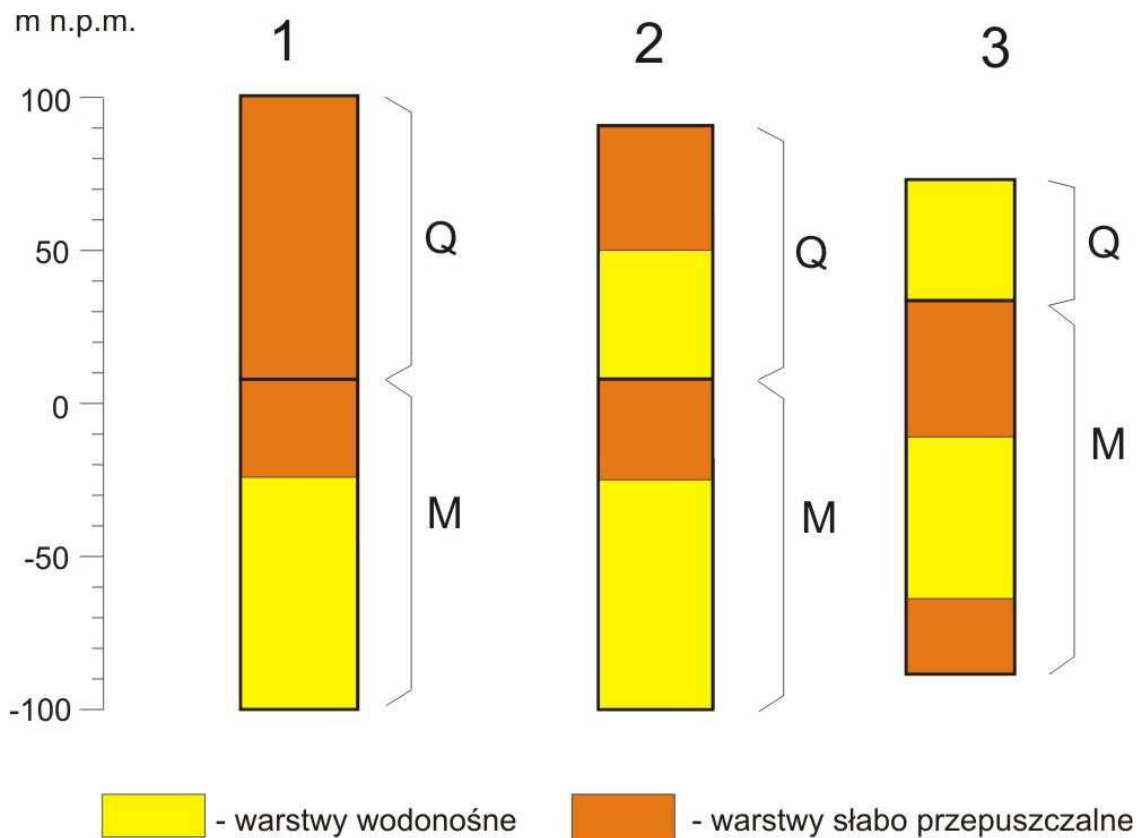 m n.p.m.
1
2
3
100
50
0
-50
-100
Q
M
Q
M
Q
M
- warstwy wodonośne
- warstwy słabo przepuszczalne